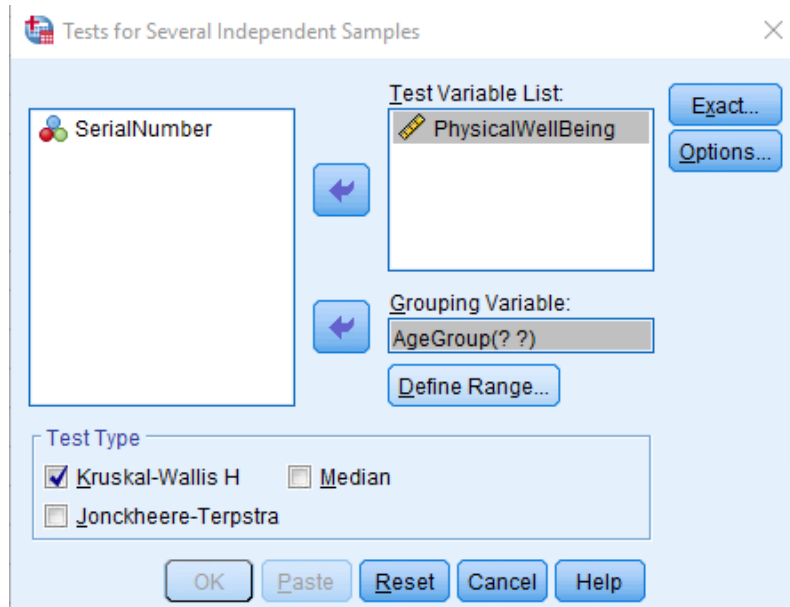 Tests for Several Independent Samples
SerialNumber
Test Variable List:
PhysicalWellBeing
Exact...
Options...
Grouping Variable:
AgeGroup(? ?)
Define Range...
Test Type
Kruskal-Wallis H Median
Jonckheere-Terpstra
OK Paste Reset Cancel Help